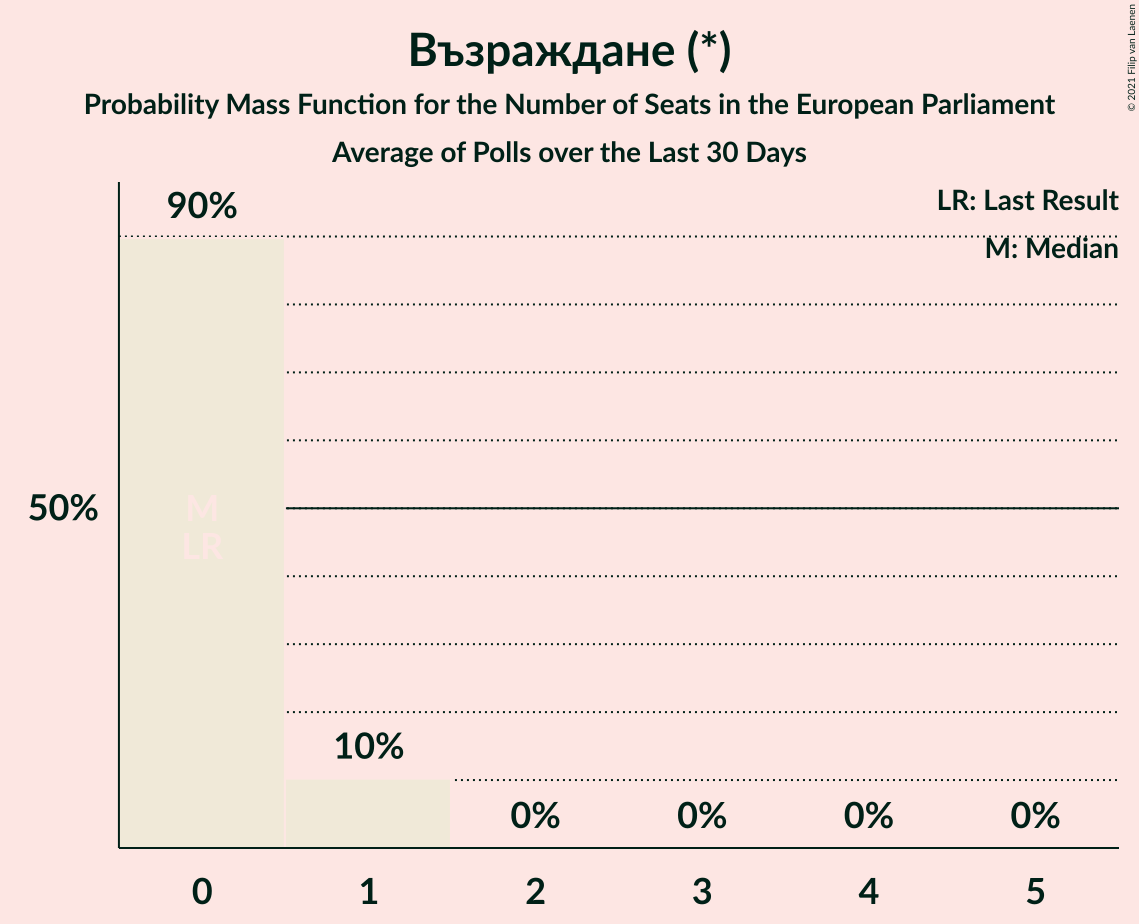 Възраждане (*)
Probability Mass Function for the Number of Seats in the European Parliament
Average of Polls over the Last 30 Days
© 2021 Filip van Laenen
LR: Last Result
M: Median
90%
50%
M
LR
10%
0% 0% 0% 0%
0 1 2 3 4 5